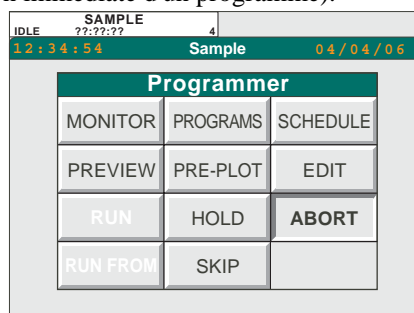 n immédiate d'un programme).
SAMPLE
IDLE ??:??:?? 4
12:34:54 Sample 04/04/06
Programmer
MONITOR PROGRAMS SCHEDULE
PREVIEW PRE-PLOT EDIT
RUN HOLD ABORT
RUN FROM SKIP